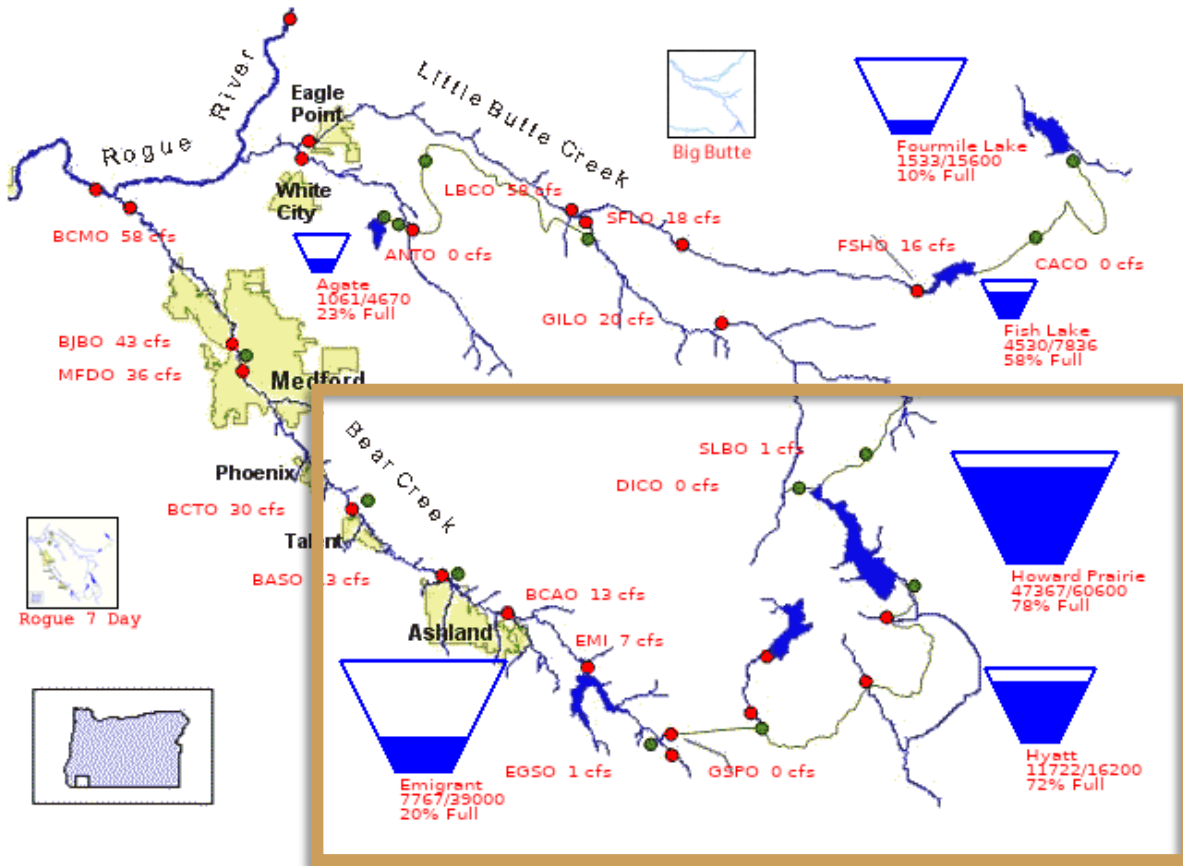 Rogue River
Eagle
Point
Little Butte Creek
Big Butte
Fourmile Lake
1533/15600
10% Full
White
City
LBCO 58 cfs
SFLO 18 cfs
BCMO 58 cfs
ANTO 0 cfs
FSHO 16 cfs
CACO 0 cfs
Agate
1061/4670
23% Full
GILO 20 cfs
Fish Lake
4530/7836
58% Full
BJBO 43 cfs
MFDO 36 cfs
Medford
Bear Creek
SLBO 1 cfs
Phoenix
DICO 0 cfs
BCTO 30 cfs
Talent
BASO 13 cfs
Howard Prairie
47367/60600
78% Full
BCAO 13 cfs
Rogue 7 Day
Ashland
EMI 7 cfs
EGSO 1 cfs
GSPO 0 cfs
Hyatt
11722/16200
72% Full
Emigrant
7767/39000
20% Full